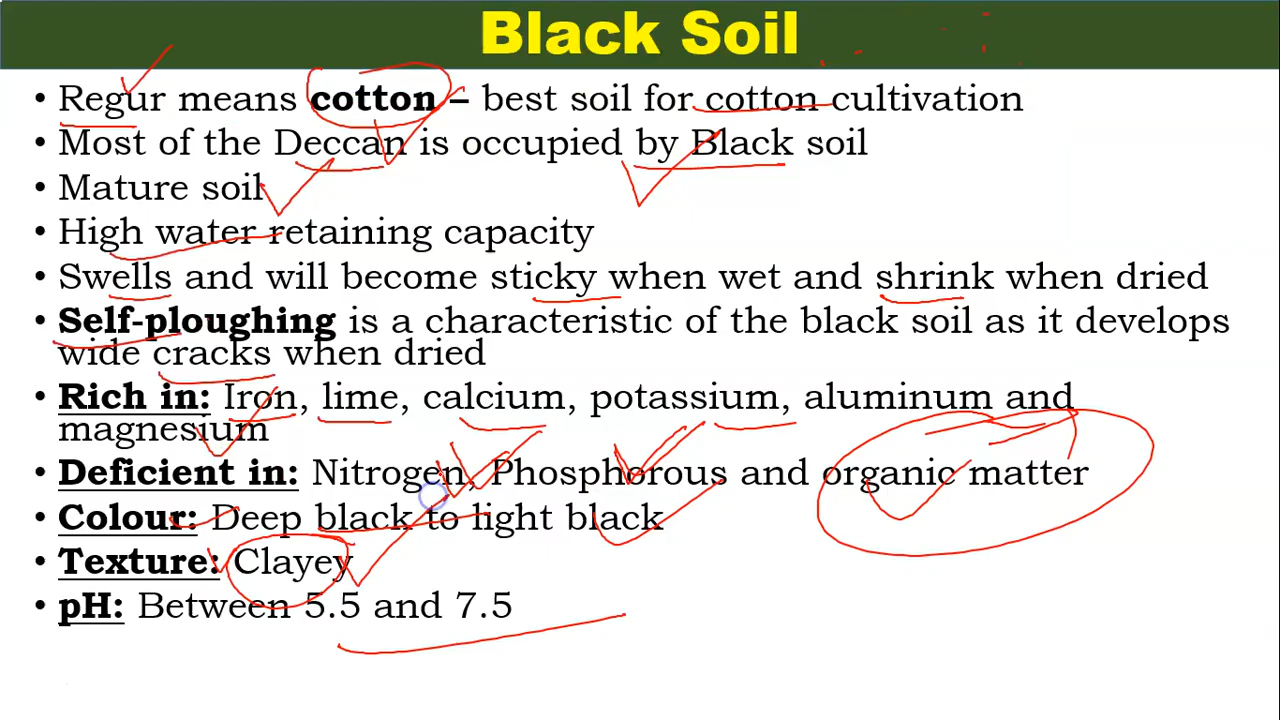 Black Soil
• Regur means cotton – best soil for cotton cultivation
• Most of the Deccan is occupied by Black soil
• Mature soil
• High water retaining capacity
• Swells and will become sticky when wet and shrink when dried
• Self-ploughing is a characteristic of the black soil as it develops
wide cracks when dried
• Rich in: Iron, lime, calcium, potassium, aluminum and
magnesium
• Deficient in: Nitrogen, Phosphorous and organic matter
• Colour: Deep black to light black
• Texture: Clayey
• pH: Between 5.5 and 7.5